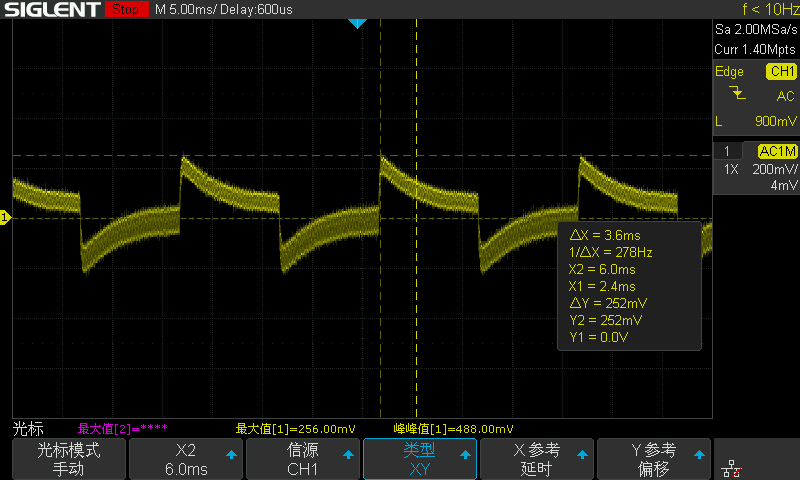 SIGLENT Stop M 5.00ms/ Delay:600us f < 10Hz
Sa 2.00MSa/s
Curr 1.40Mpts
Edge CH1
AC
L 900mV
1 AC1M
1X 200mV/
4mV
1
ΔX = 3.6ms
1/ΔX = 278Hz
X2 = 6.0ms
X1 = 2.4ms
ΔY = 252mV
Y2 = 252mV
Y1 = 0.0V
光标 最大值[2]=**** 最大值[1]=256.00mV 峰峰值[1]=488.00mV
光标模式 X2 信源 类型 X 参考 Y 参考
手动 6.0ms CH1 XY 延时 偏移